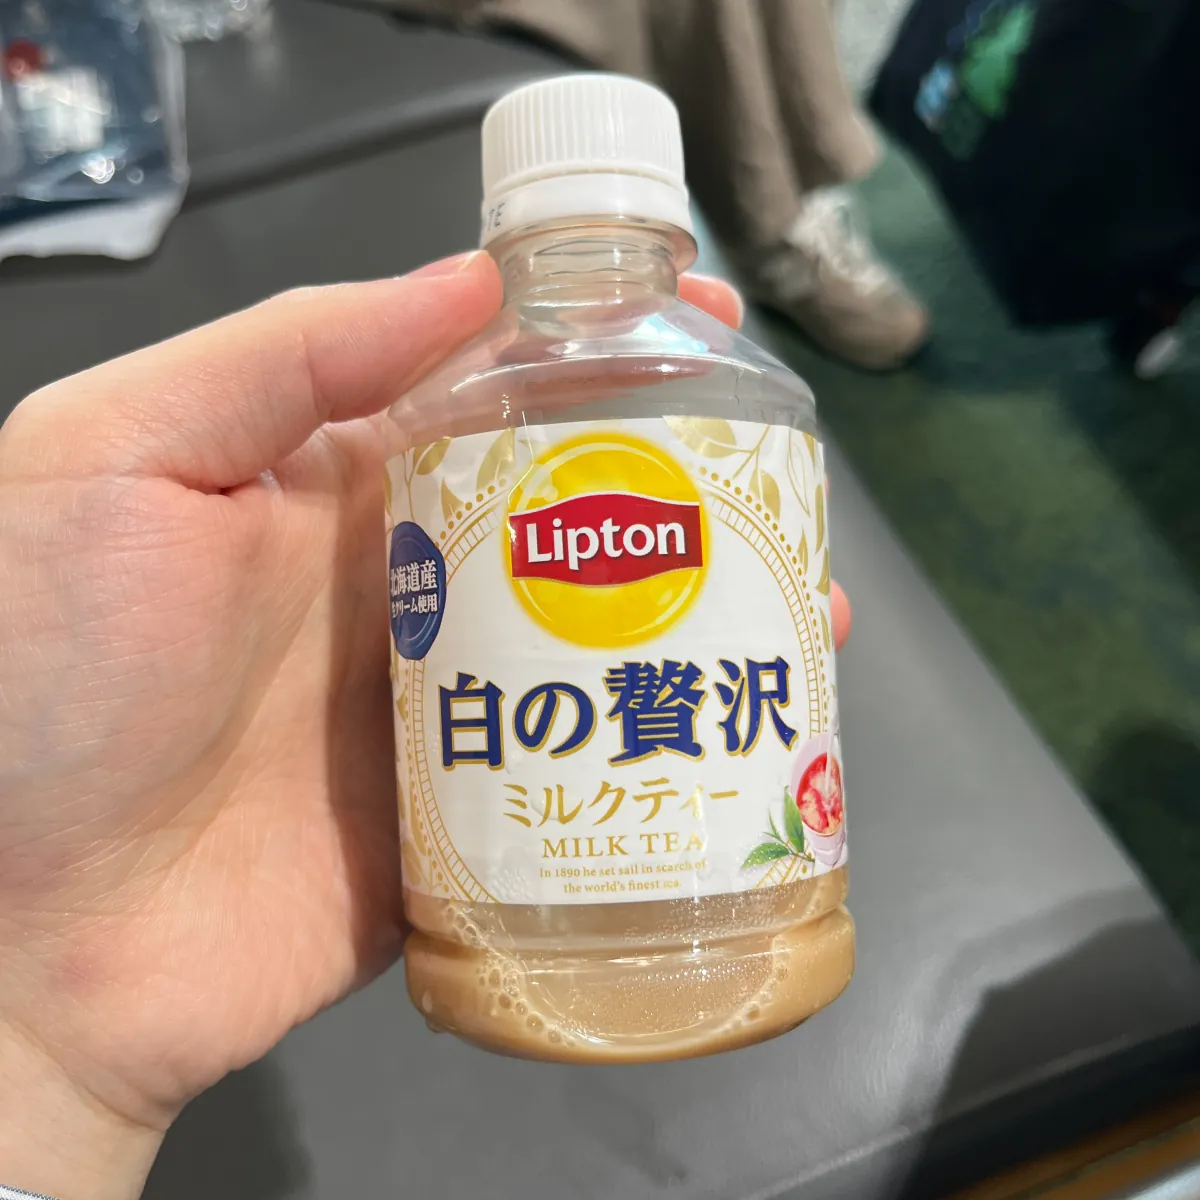 TE
Lipton
北海道産
生クリーム使用
白の贅沢
ミルクティー
MILK TEA
In 1890 he set sail in search of
the world's finest tea